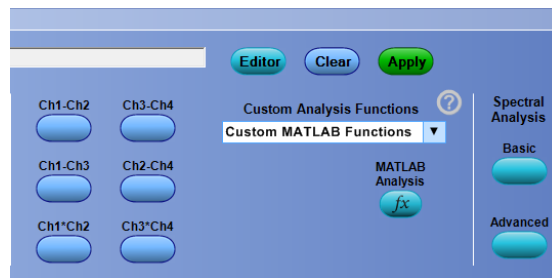 Editor Clear Apply
Ch1-Ch2 Ch3-Ch4
Custom Analysis Functions ?
Spectral
Analysis
Custom MATLAB Functions ▼
Basic
Ch1-Ch3 Ch2-Ch4
MATLAB
Analysis
fx
Ch1*Ch2 Ch3*Ch4
Advanced